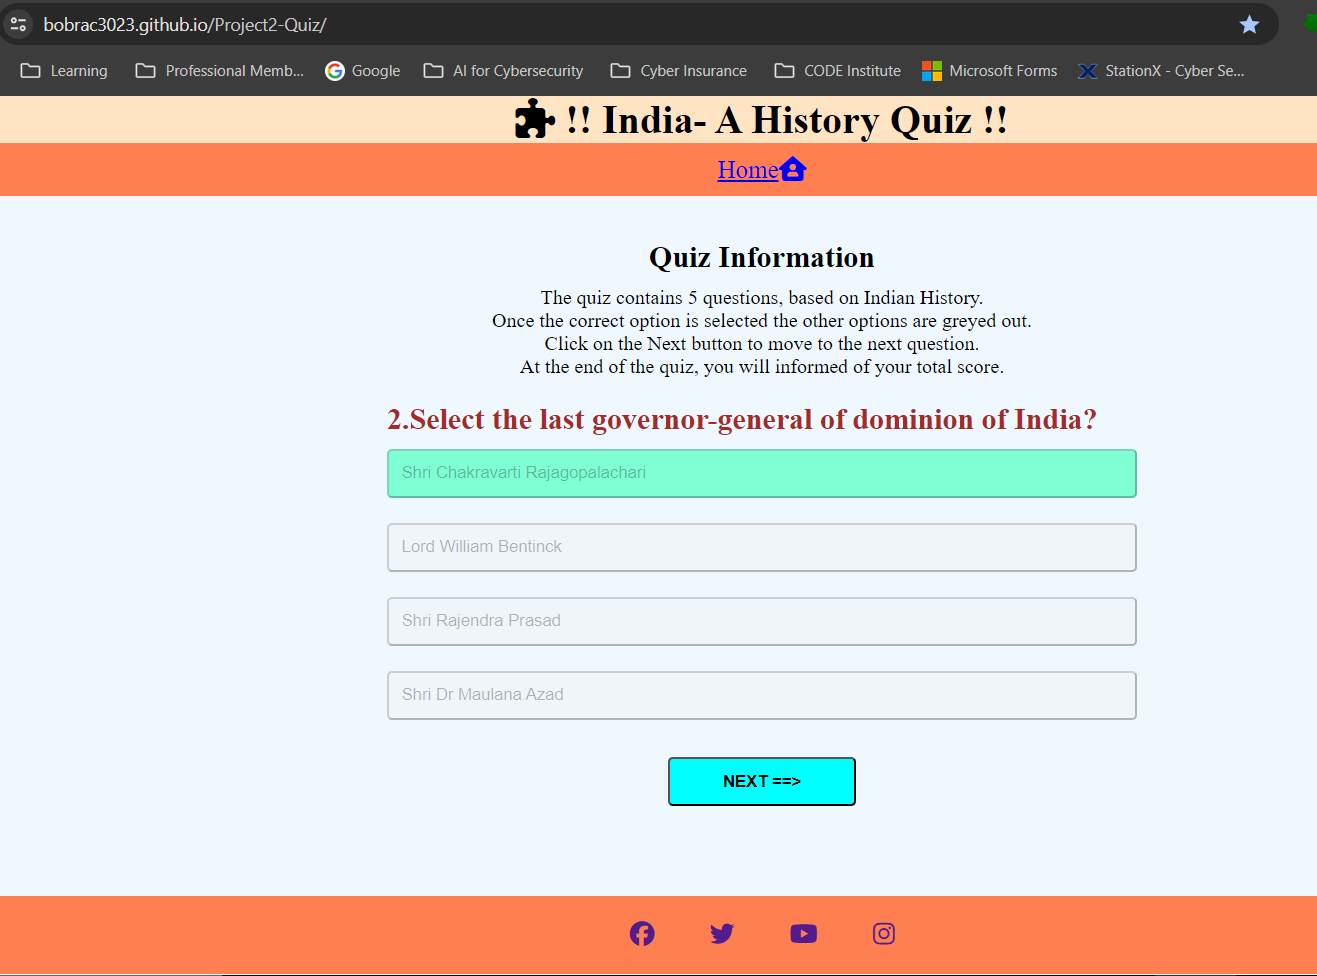 bobrac3023.github.io/Project2-Quiz/
Learning Professional Memb... Google AI for Cybersecurity Cyber Insurance CODE Institute Microsoft Forms StationX - Cyber Se...
!! India- A History Quiz !!
Home
Quiz Information
The quiz contains 5 questions, based on Indian History.
Once the correct option is selected the other options are greyed out.
Click on the Next button to move to the next question.
At the end of the quiz, you will informed of your total score.
2.Select the last governor-general of dominion of India?
Shri Chakravarti Rajagopalachari
Lord William Bentinck
Shri Rajendra Prasad
Shri Dr Maulana Azad
NEXT ==>